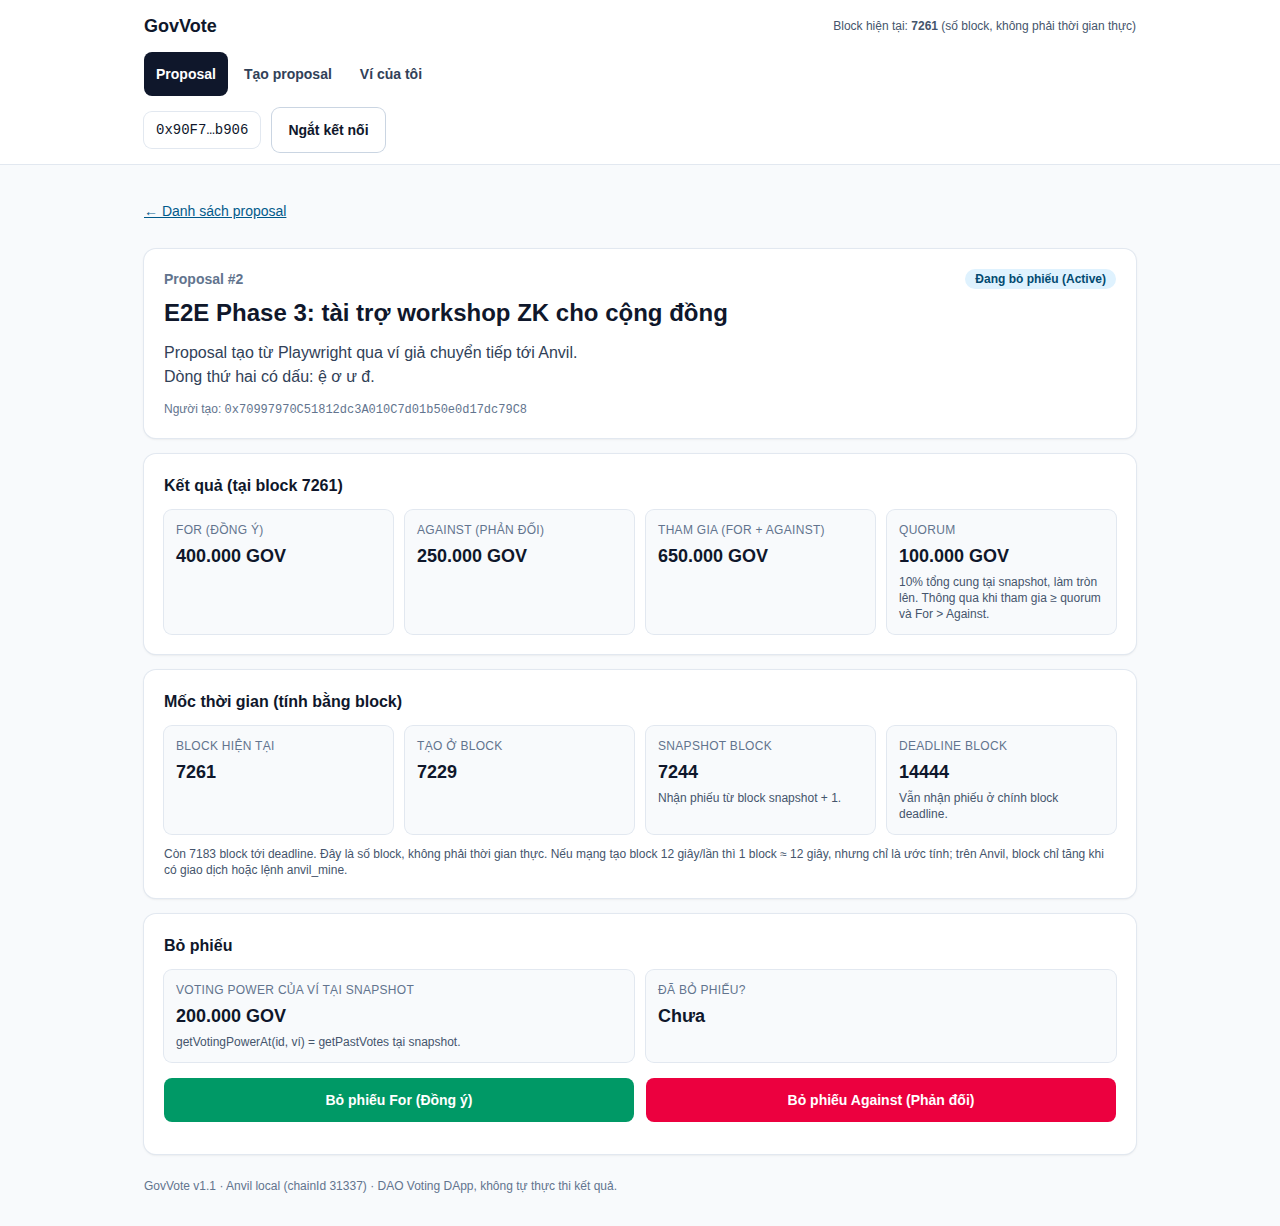 GovVote
Block hiện tại: 7261 (số block, không phải thời gian thực)
Proposal
Tạo proposal
Ví của tôi
0x90F7…b906
Ngắt kết nối
← Danh sách proposal
Proposal #2
Đang bỏ phiếu (Active)
E2E Phase 3: tài trợ workshop ZK cho cộng đồng
Proposal tạo từ Playwright qua ví giả chuyển tiếp tới Anvil.
Dòng thứ hai có dấu: ệ ơ ư đ.
Người tạo: 0x70997970C51812dc3A010C7d01b50e0d17dc79C8
Kết quả (tại block 7261)
FOR (ĐỒNG Ý)
400.000 GOV
AGAINST (PHẢN ĐỐI)
250.000 GOV
THAM GIA (FOR + AGAINST)
650.000 GOV
QUORUM
100.000 GOV
10% tổng cung tại snapshot, làm tròn
lên. Thông qua khi tham gia ≥ quorum
và For > Against.
Mốc thời gian (tính bằng block)
BLOCK HIỆN TẠI
7261
TẠO Ở BLOCK
7229
SNAPSHOT BLOCK
7244
Nhận phiếu từ block snapshot + 1.
DEADLINE BLOCK
14444
Vẫn nhận phiếu ở chính block
deadline.
Còn 7183 block tới deadline. Đây là số block, không phải thời gian thực. Nếu mạng tạo block 12 giây/lần thì 1 block ≈ 12 giây, nhưng chỉ là ước tính; trên Anvil, block chỉ tăng khi
có giao dịch hoặc lệnh anvil_mine.
Bỏ phiếu
VOTING POWER CỦA VÍ TẠI SNAPSHOT
200.000 GOV
getVotingPowerAt(id, ví) = getPastVotes tại snapshot.
ĐÃ BỎ PHIẾU?
Chưa
Bỏ phiếu For (Đồng ý)
Bỏ phiếu Against (Phản đối)
GovVote v1.1 · Anvil local (chainId 31337) · DAO Voting DApp, không tự thực thi kết quả.